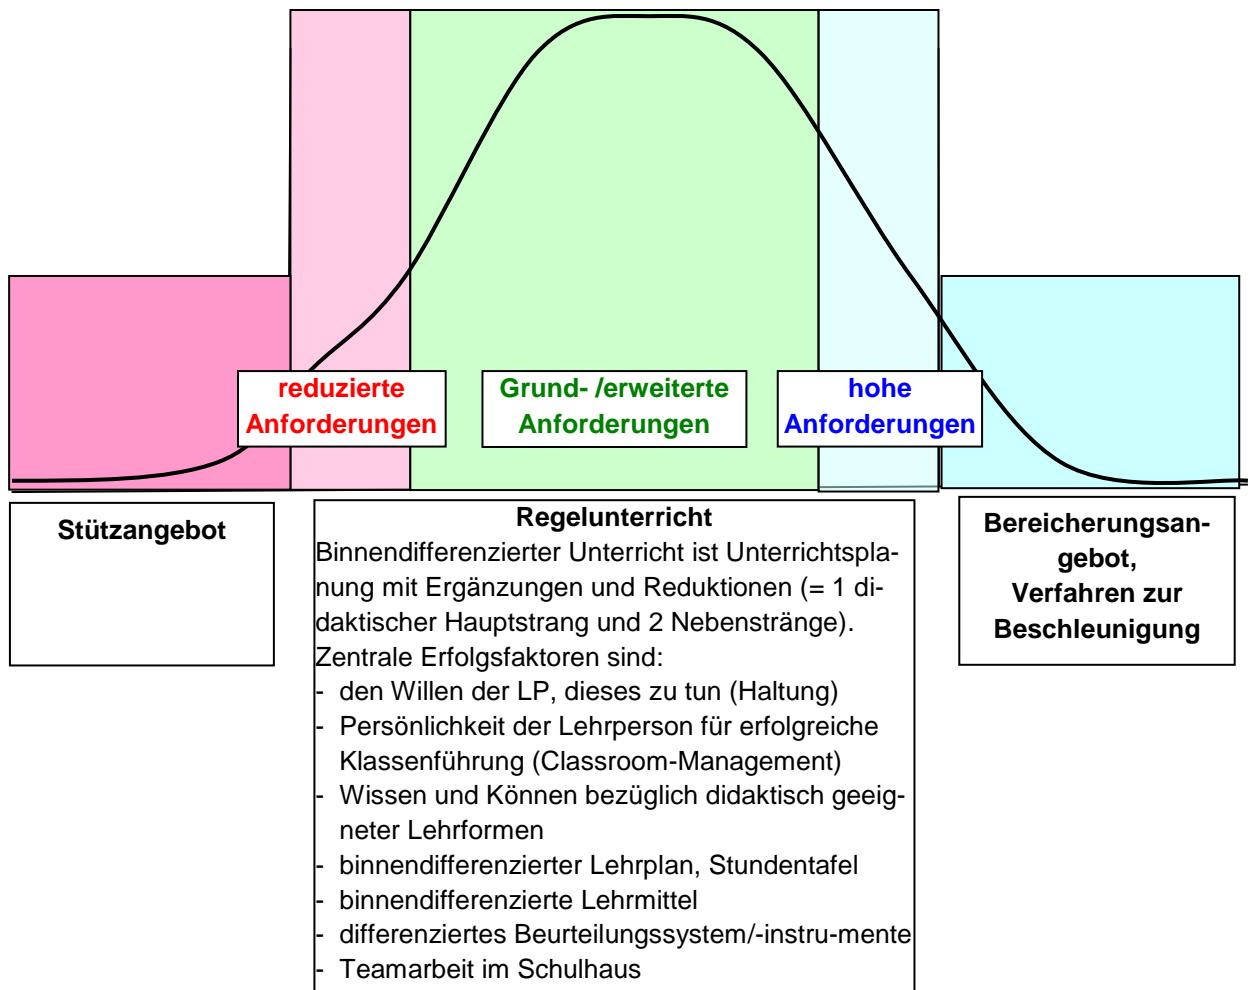 reduzierte
Anforderungen
Grund- /erweiterte
Anforderungen
hohe
Anforderungen
Stützangebot
Regelunterricht
Binnendifferenzierter Unterricht ist Unterrichtspla-
nung mit Ergänzungen und Reduktionen (= 1 di-
daktischer Hauptstrang und 2 Nebenstränge).
Zentrale Erfolgsfaktoren sind:
- den Willen der LP, dieses zu tun (Haltung)
- Persönlichkeit der Lehrperson für erfolgreiche
Klassenführung (Classroom-Management)
- Wissen und Können bezüglich didaktisch geeig-
neter Lehrformen
- binnendifferenzierter Lehrplan, Stundentafel
- binnendifferenzierte Lehrmittel
- differenziertes Beurteilungssystem/-instru-mente
- Teamarbeit im Schulhaus
Bereicherungsan-
gebot,
Verfahren zur
Beschleunigung